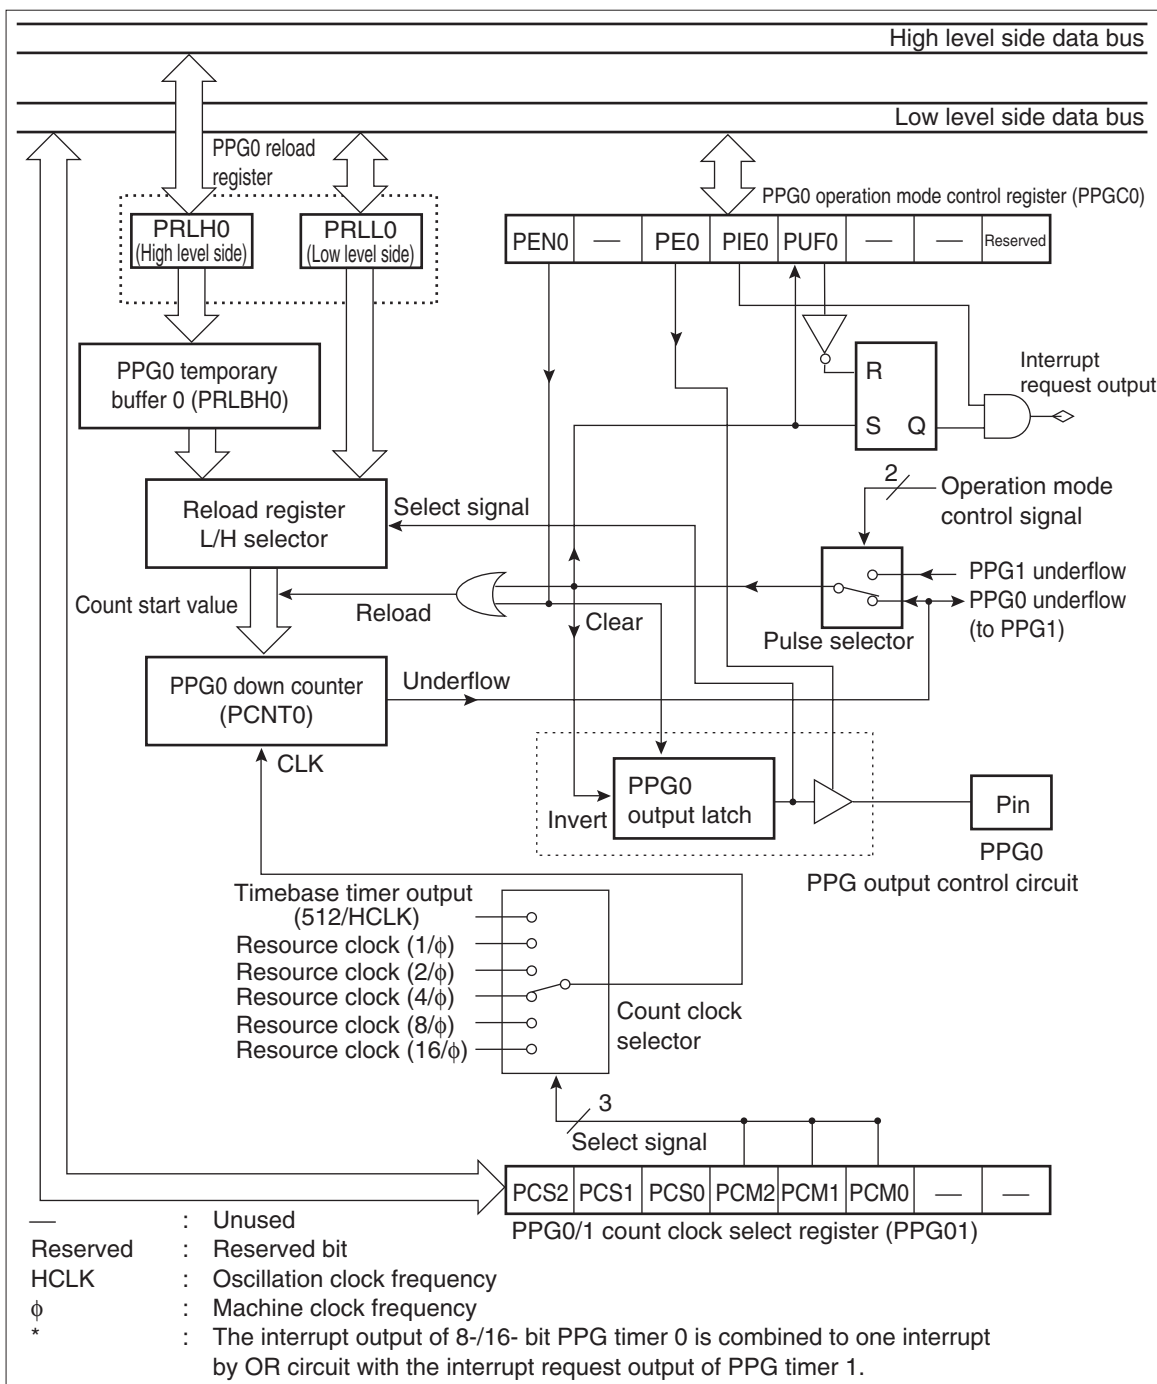 High level side data bus
Low level side data bus
PPG0 reload
register
PPG0 operation mode control register (PPGC0)
PRLH0
(High level side)
PRLL0
(Low level side)
PEN0
—
PE0
PIE0
PUF0
—
—
Reserved
PPG0 temporary
buffer 0 (PRLBH0)
R
S Q
Interrupt
request output
Reload register
L/H selector
Select signal
2
Operation mode
control signal
Count start value
Reload
Clear
PPG1 underflow
PPG0 underflow
(to PPG1)
Pulse selector
PPG0 down counter
(PCNT0)
Underflow
CLK
PPG0
output latch
Invert
Pin
PPG0
PPG output control circuit
Timebase timer output
(512/HCLK)
Resource clock (1/ϕ)
Resource clock (2/ϕ)
Resource clock (4/ϕ)
Resource clock (8/ϕ)
Resource clock (16/ϕ)
Count clock
selector
3
Select signal
PCS2
PCS1
PCS0
PCM2
PCM1
PCM0
—
—
PPG0/1 count clock select register (PPG01)
— : Unused
Reserved : Reserved bit
HCLK : Oscillation clock frequency
ϕ : Machine clock frequency
* : The interrupt output of 8-/16- bit PPG timer 0 is combined to one interrupt
by OR circuit with the interrupt request output of PPG timer 1.